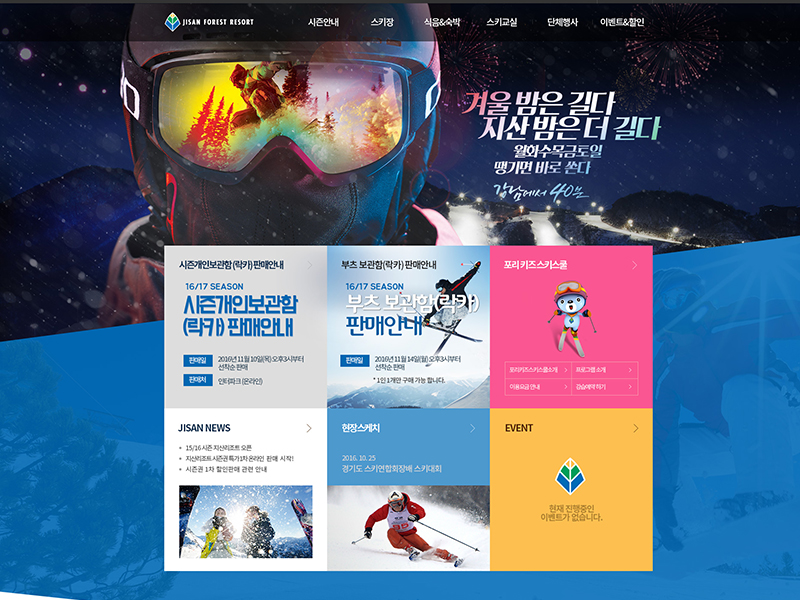 JISAN FOREST RESORT
시즌안내 스키장 식음&숙박 스키교실 단체행사 이벤트&할인
겨울 밤은 길다
지산 밤은 더 길다
월화수목금토일
땡기면 바로 쏜다
강남에서 40분
시즌개인보관함(락카) 판매안내
16/17 SEASON
시즌개인보관함
(락카) 판매안내
판매일 2016년 11월 10일(목) 오후3시부터
선착순 판매
판매처 인터파크 (온라인)
부츠 보관함(락카) 판매안내
16/17 SEASON
부츠 보관함(락카)
판매안내
판매일 2016년 11월 14일(월) 오후3시부터
선착순 판매
* 1인 1개만 구매 가능 합니다.
포리 키즈 스키스쿨
포리키즈스키스쿨소개 프로그램 소개
이용요금 안내 강습예약 하기
JISAN NEWS
15/16 시즌 지산리조트 오픈
지산리조트 시즌권 특가 1차 온라인 판매 시작!
시즌권 1차 할인판매 관련 안내
현장스케치
2016. 10. 25
경기도 스키연합회장배 스키대회
EVENT
현재 진행중인
이벤트가 없습니다.